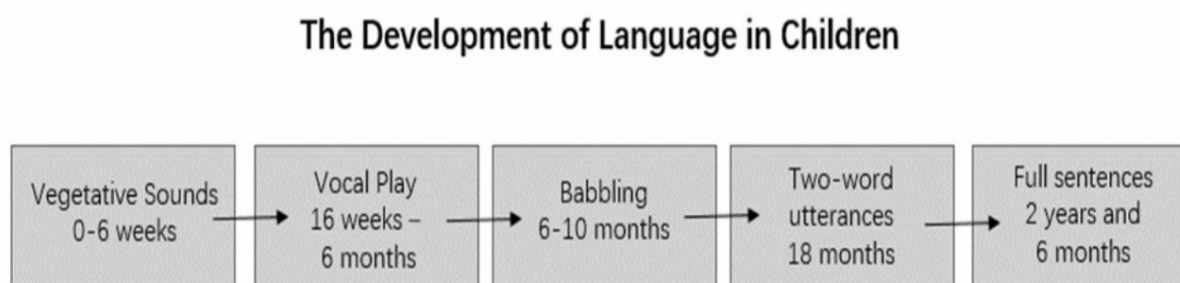 The Development of Language in Children
Vegetative Sounds
0-6 weeks
Vocal Play
16 weeks –
6 months
Babbling
6-10 months
Two-word
utterances
18 months
Full sentences
2 years and
6 months